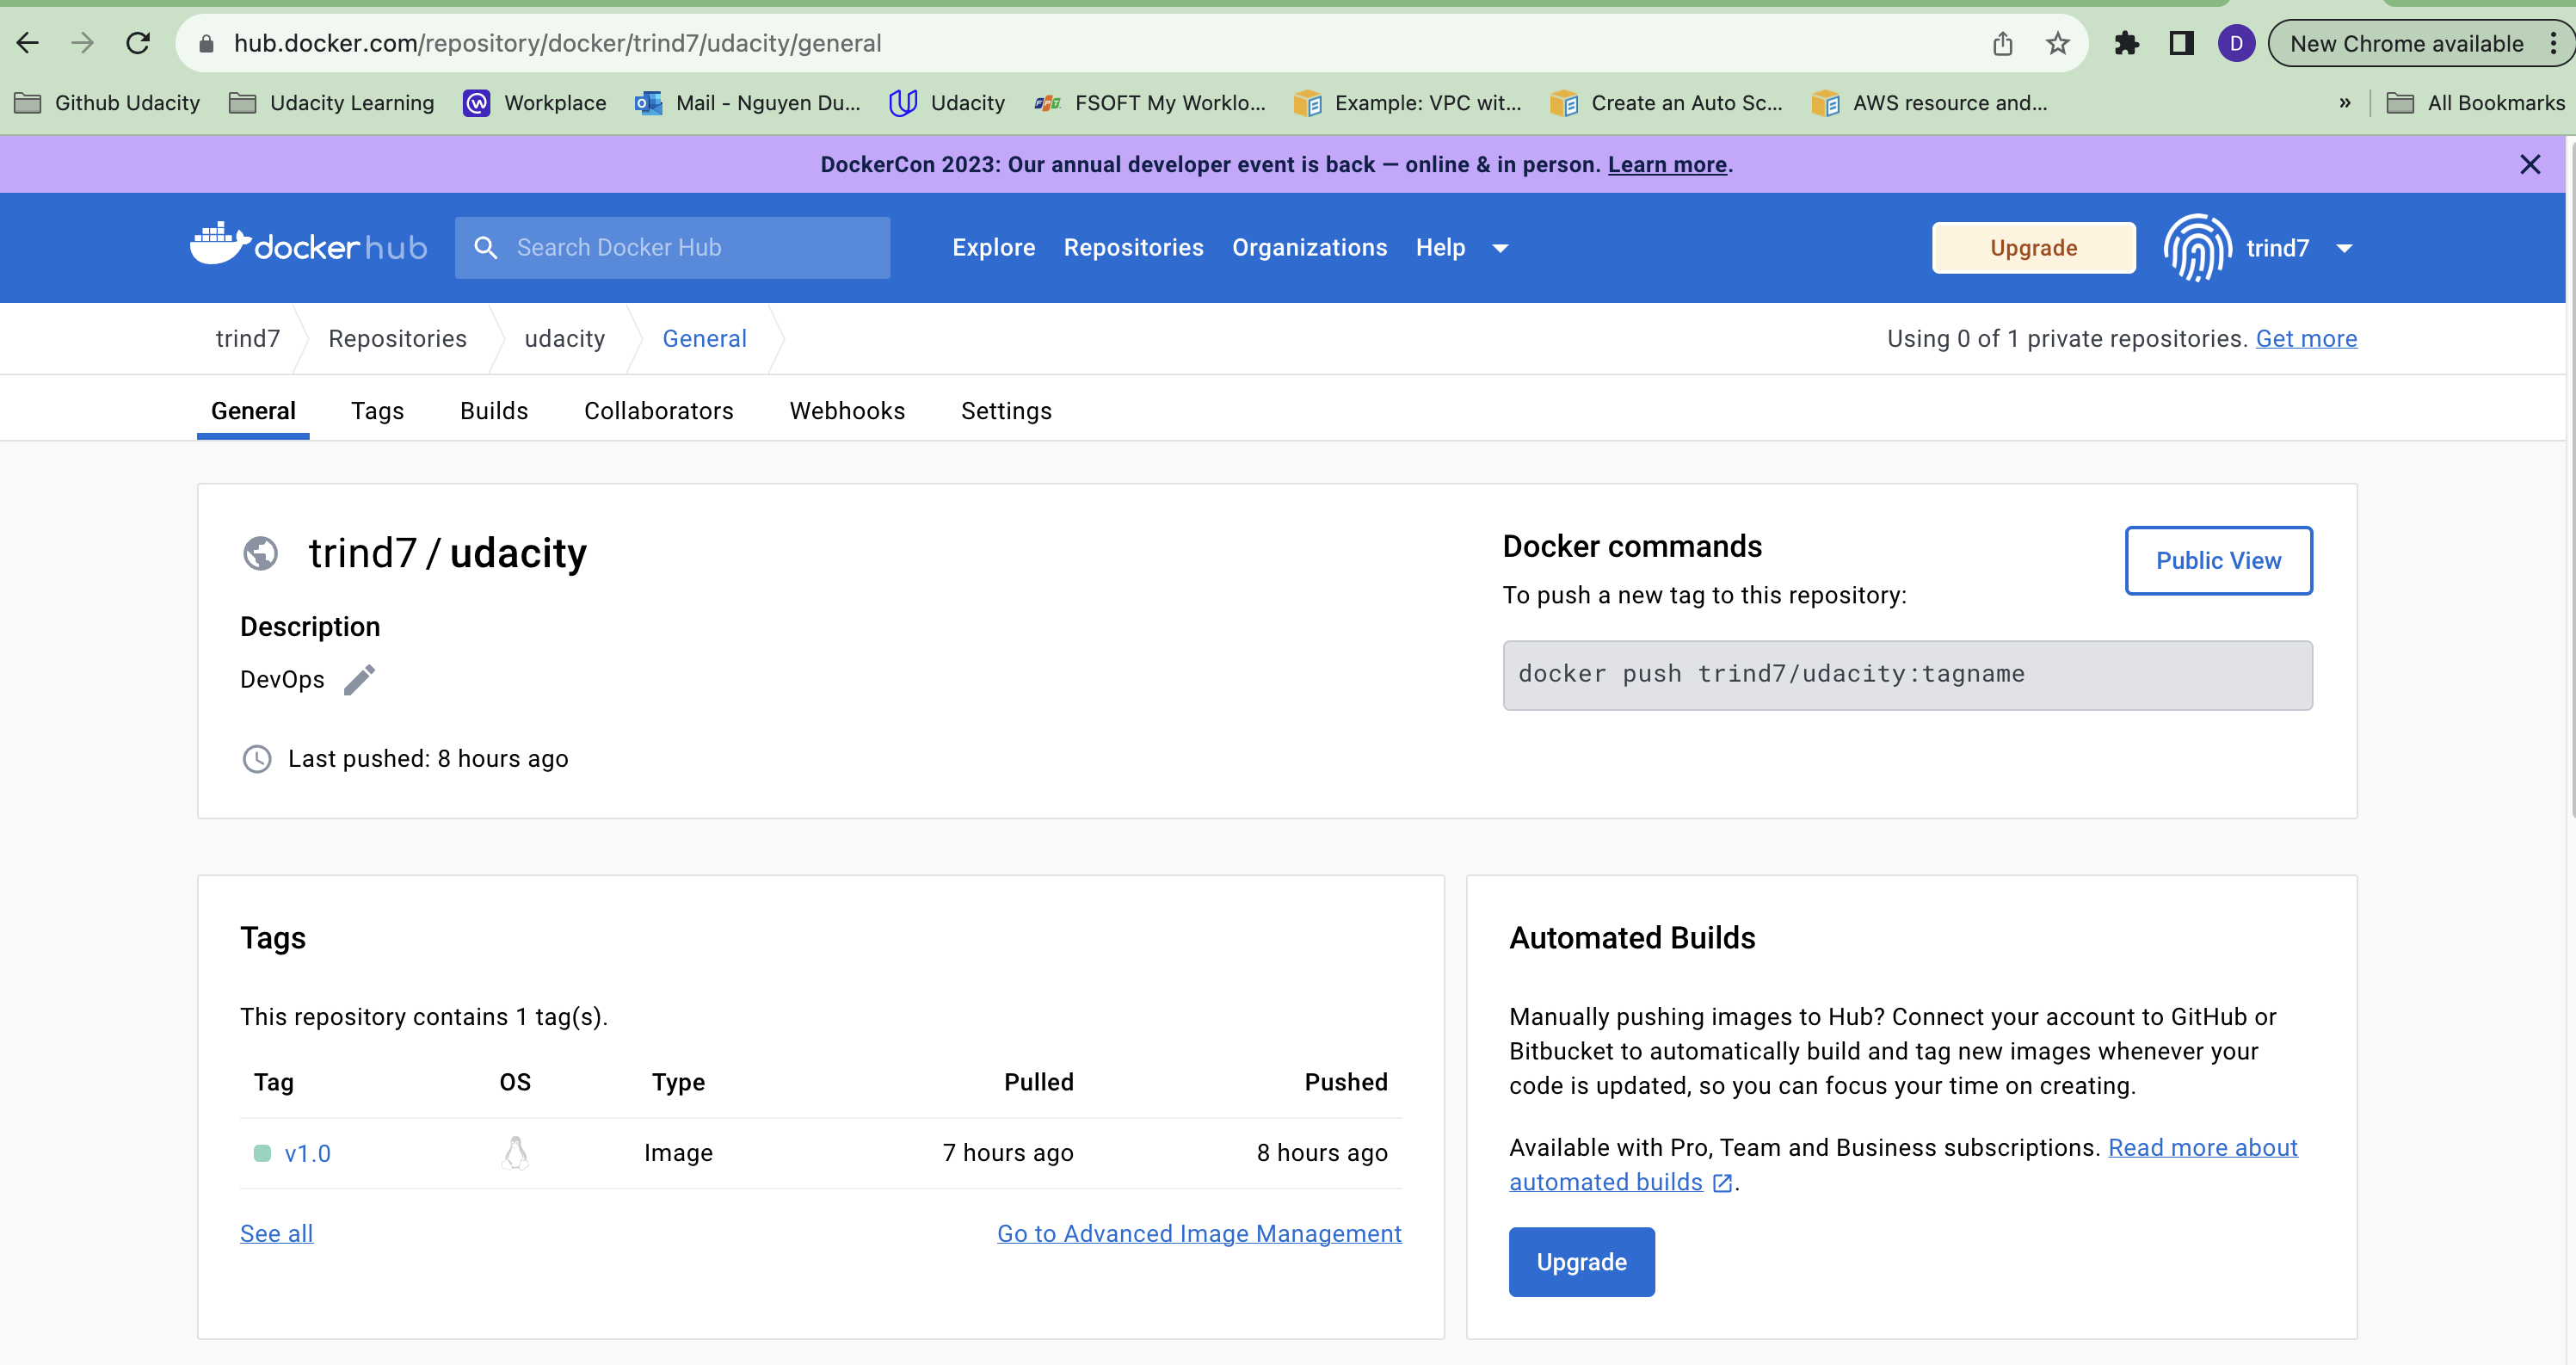 hub.docker.com/repository/docker/trind7/udacity/general
D
New Chrome available
Github Udacity
Udacity Learning
Workplace
Mail - Nguyen Du...
Udacity
FSOFT My Worklo...
Example: VPC wit...
Create an Auto Sc...
AWS resource and...
»
All Bookmarks
DockerCon 2023: Our annual developer event is back — online & in person. Learn more.
dockerhub
Search Docker Hub
Explore
Repositories
Organizations
Help
Upgrade
trind7
trind7
Repositories
udacity
General
Using 0 of 1 private repositories. Get more
General
Tags
Builds
Collaborators
Webhooks
Settings
trind7 / udacity
Description
DevOps
Last pushed: 8 hours ago
Docker commands
Public View
To push a new tag to this repository:
docker push trind7/udacity:tagname
Tags
This repository contains 1 tag(s).
Tag OS Type Pulled Pushed
v1.0 Image 7 hours ago 8 hours ago
See all
Go to Advanced Image Management
Automated Builds
Manually pushing images to Hub? Connect your account to GitHub or
Bitbucket to automatically build and tag new images whenever your
code is updated, so you can focus your time on creating.
Available with Pro, Team and Business subscriptions. Read more about
automated builds .
Upgrade